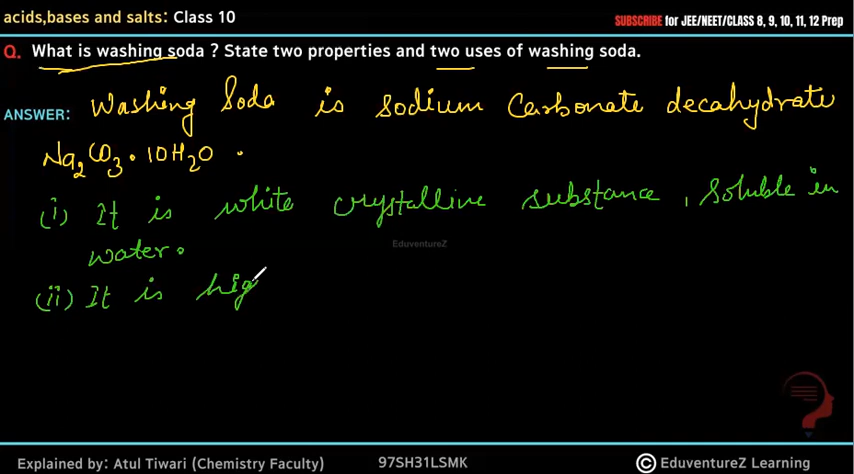 acids,bases and salts: Class 10
SUBSCRIBE for JEE/NEET/CLASS 8, 9, 10, 11, 12 Prep
Q. What is washing soda ? State two properties and two uses of washing soda.
ANSWER: Washing Soda is sodium Carbonate decahydrate
Na₂CO₃·10H₂O .
(i) It is white crystalline substance , soluble in
water.
EduventureZ
(ii) It is hig
Explained by: Atul Tiwari (Chemistry Faculty)
97SH31LSMK
© EduventureZ Learning